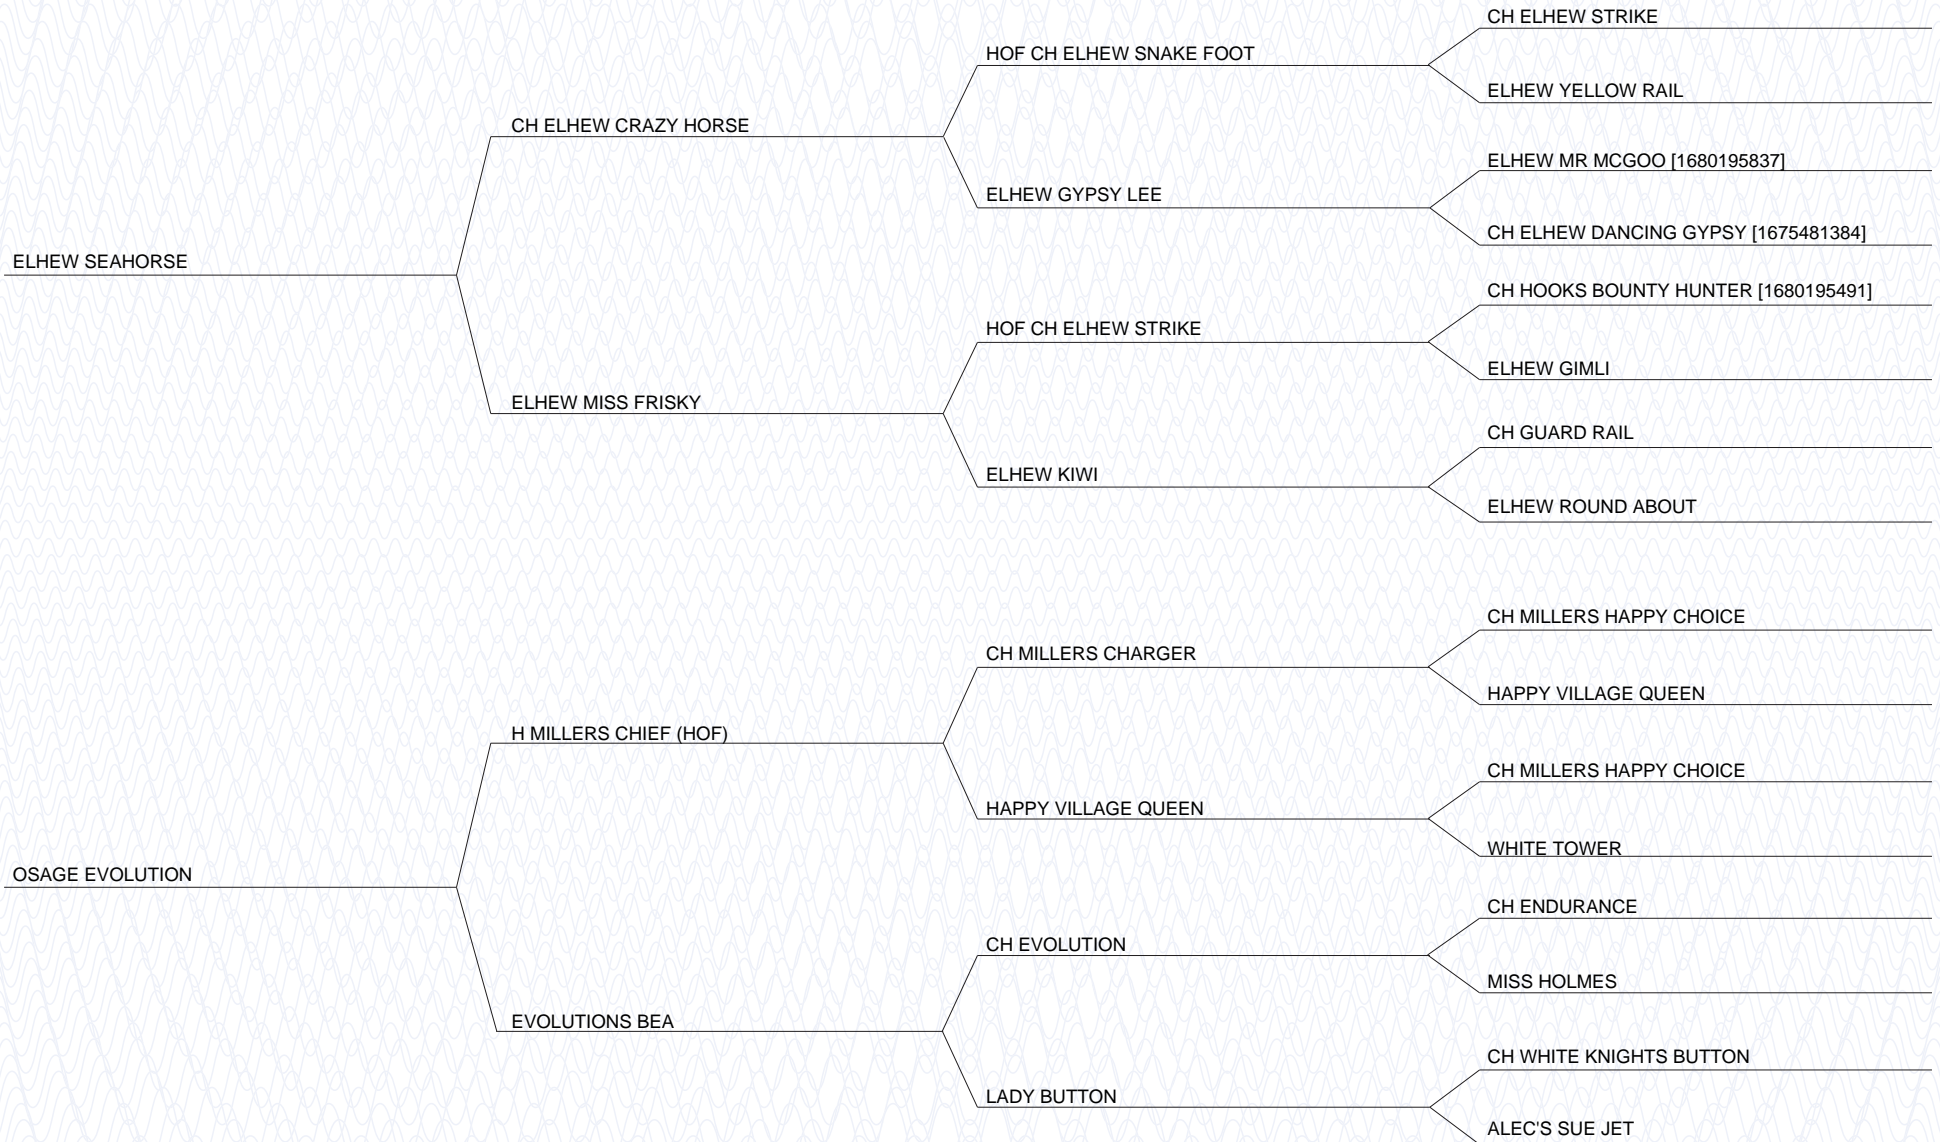 CH ELHEW STRIKE
HOF CH ELHEW SNAKE FOOT
ELHEW YELLOW RAIL
CH ELHEW CRAZY HORSE
ELHEW MR MCGOO [1680195837]
ELHEW GYPSY LEE
CH ELHEW DANCING GYPSY [1675481384]
ELHEW SEAHORSE
CH HOOKS BOUNTY HUNTER [1680195491]
HOF CH ELHEW STRIKE
ELHEW GIMLI
ELHEW MISS FRISKY
CH GUARD RAIL
ELHEW KIWI
ELHEW ROUND ABOUT
CH MILLERS HAPPY CHOICE
CH MILLERS CHARGER
HAPPY VILLAGE QUEEN
H MILLERS CHIEF (HOF)
CH MILLERS HAPPY CHOICE
HAPPY VILLAGE QUEEN
WHITE TOWER
OSAGE EVOLUTION
CH ENDURANCE
CH EVOLUTION
MISS HOLMES
EVOLUTIONS BEA
CH WHITE KNIGHTS BUTTON
LADY BUTTON
ALEC'S SUE JET